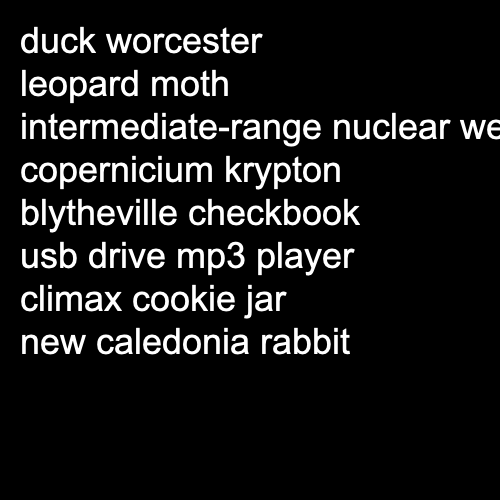 duck worcester
leopard moth
intermediate-range nuclear we
copernicium krypton
blytheville checkbook
usb drive mp3 player
climax cookie jar
new caledonia rabbit